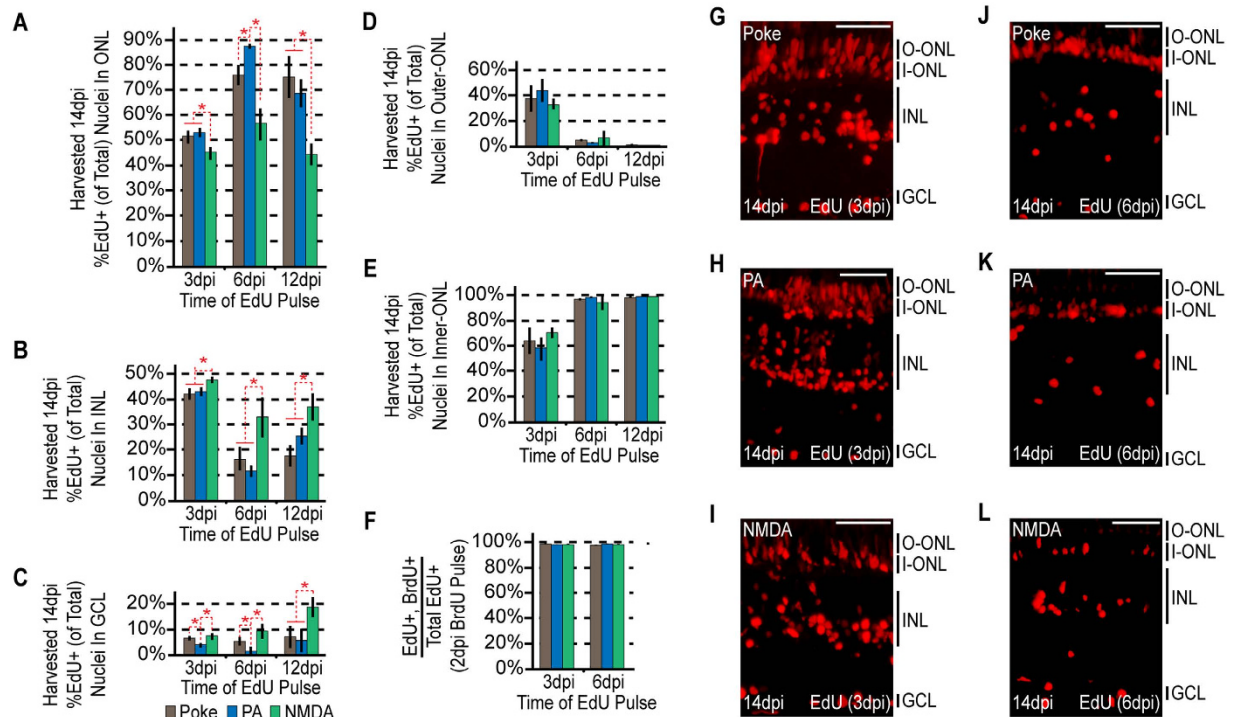 A
Harvested 14dpi
%EdU+ (of Total) Nuclei In ONL
90%
80%
70%
60%
50%
40%
30%
20%
10%
0%
* *
*
*
3dpi 6dpi 12dpi
Time of EdU Pulse
B
Harvested 14dpi
%EdU+ (of Total)
Nuclei In INL
50%
40%
30%
20%
10%
0%
*
*
*
3dpi 6dpi 12dpi
Time of EdU Pulse
C
Harvested 14dpi
%EdU+ (of Total)
Nuclei In GCL
20%
10%
0%
* *
* *
*
3dpi 6dpi 12dpi
Time of EdU Pulse
Poke PA NMDA
D
Harvested 14dpi
%EdU+ (of Total)
Nuclei In Outer-ONL
60%
40%
20%
0%
3dpi 6dpi 12dpi
Time of EdU Pulse
E
Harvested 14dpi
%EdU+ (of Total)
Nuclei In Inner-ONL
100%
80%
60%
40%
20%
0%
3dpi 6dpi 12dpi
Time of EdU Pulse
F
EdU+, BrdU+
Total EdU+
(2dpi BrdU Pulse)
100%
80%
60%
40%
20%
0%
3dpi 6dpi
Time of EdU Pulse
G
Poke
O-ONL
I-ONL
INL
GCL
14dpi EdU (3dpi)
H
PA
O-ONL
I-ONL
INL
GCL
14dpi EdU (3dpi)
I
NMDA
O-ONL
I-ONL
INL
GCL
14dpi EdU (3dpi)
J
Poke
O-ONL
I-ONL
INL
GCL
14dpi EdU (6dpi)
K
PA
O-ONL
I-ONL
INL
GCL
14dpi EdU (6dpi)
L
NMDA
O-ONL
I-ONL
INL
GCL
14dpi EdU (6dpi)